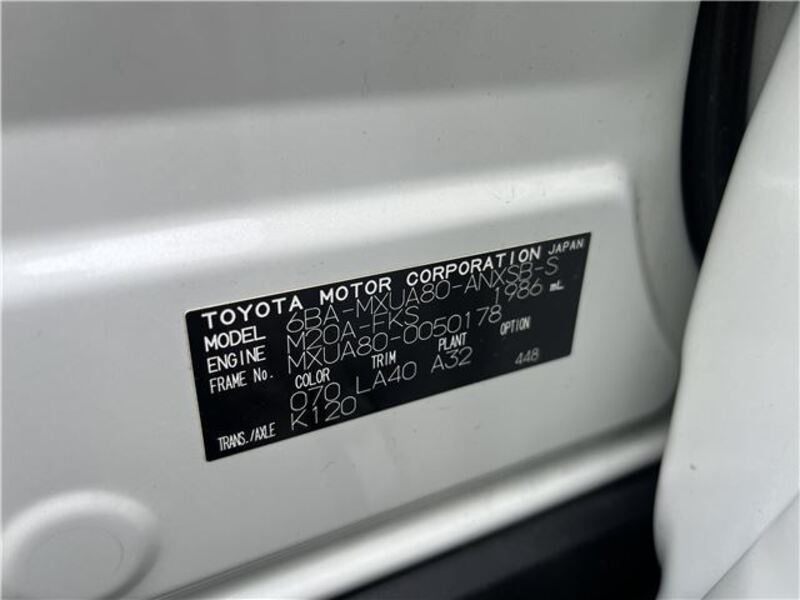 TOYOTA MOTOR CORPORATION JAPAN
MODEL 6BA-MXUA80-ANXSB-S
ENGINE M20A-FKS 1986 mL
FRAME No. MXUA80-0050178
COLOR TRIM PLANT OPTION
070 LA40 A32 448
TRANS./AXLE K120